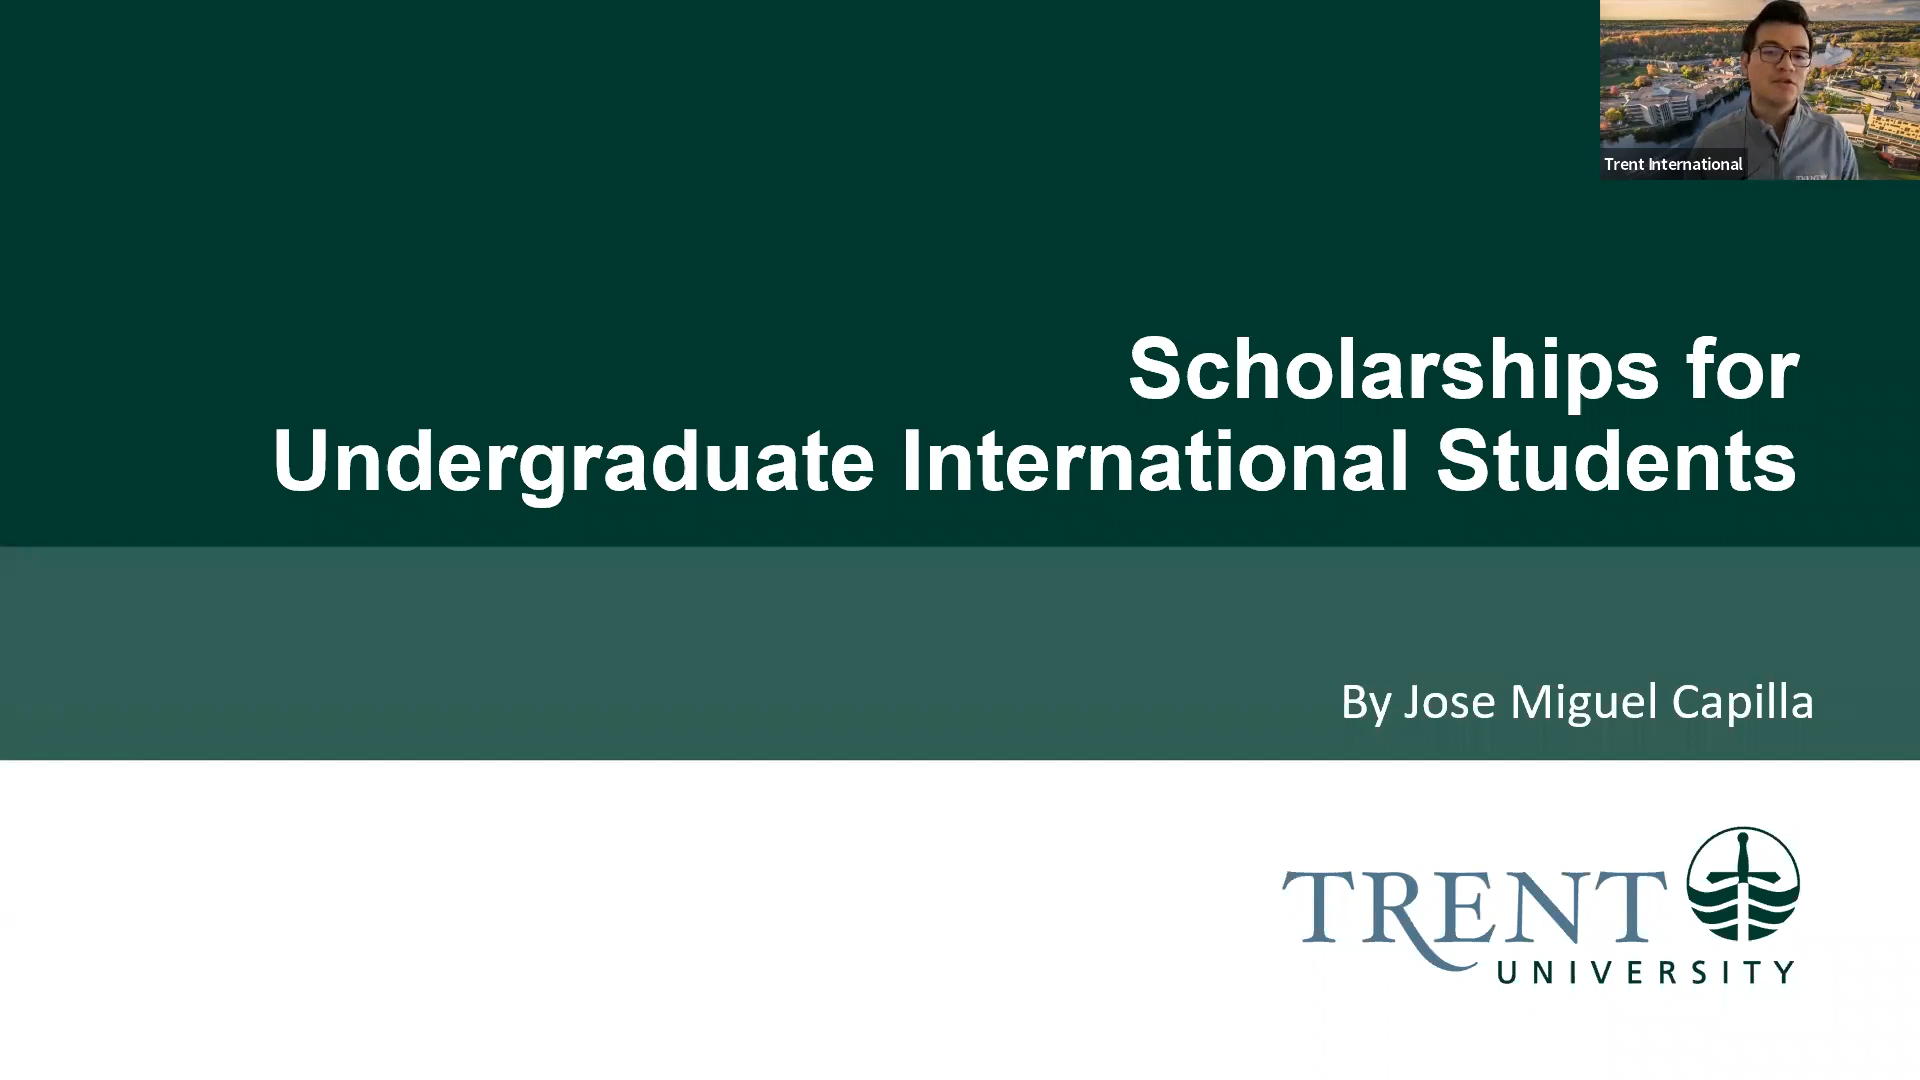 Trent International
Scholarships for
Undergraduate International Students
By Jose Miguel Capilla
TRENT
UNIVERSITY